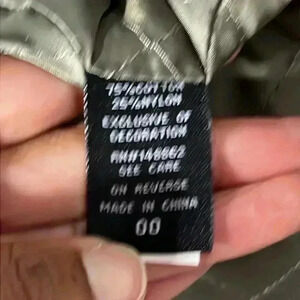 75% COTTON
25% NYLON
EXCLUSIVE OF
DECORATION
RN#148862
SEE CARE
ON REVERSE
MADE IN CHINA
00